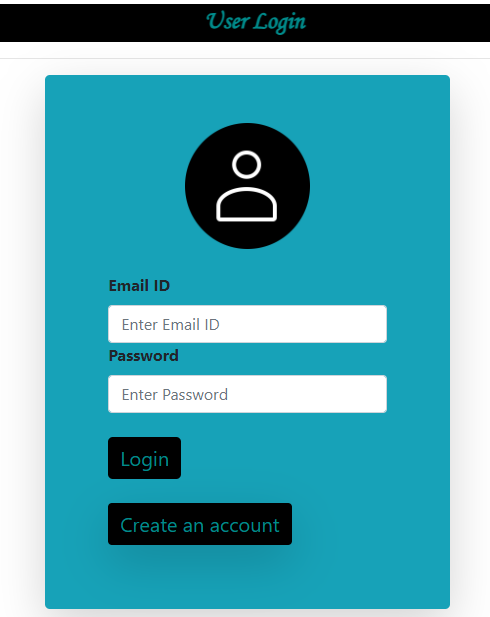 User Login
Email ID
Enter Email ID
Password
Enter Password
Login
Create an account